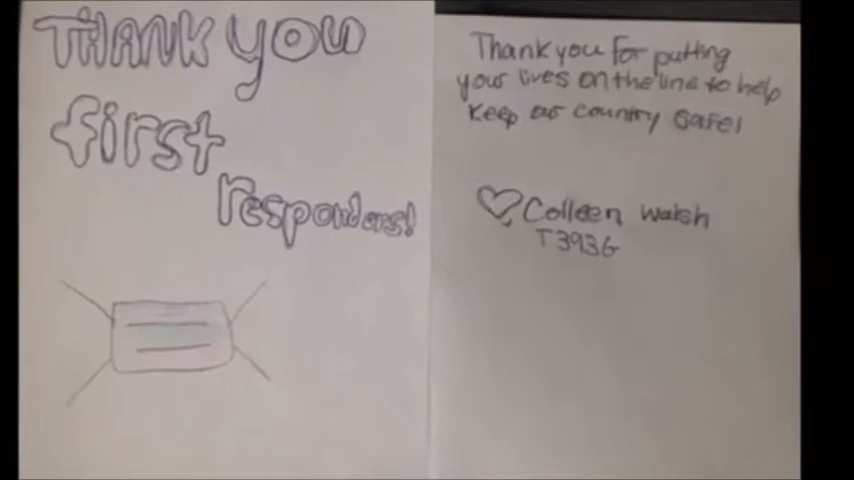 THANK you
first
responders!
Thank you for putting
your lives on the line to help
keep our country safe!
Colleen Walsh
T393G